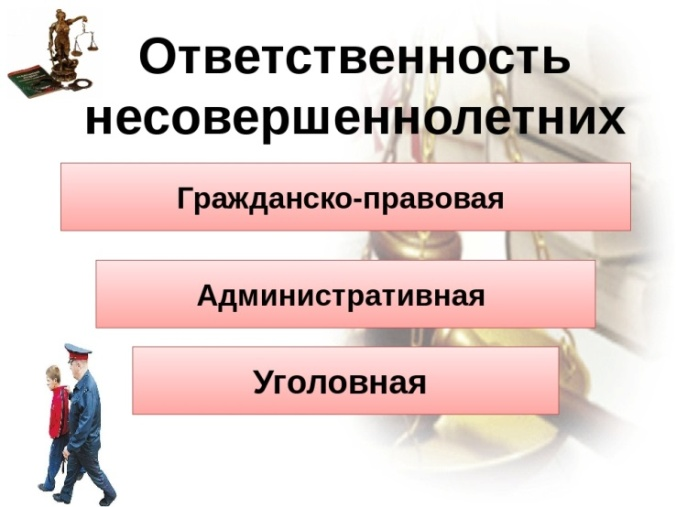 Ответственность
несовершеннолетних
Гражданско-правовая
Административная
Уголовная